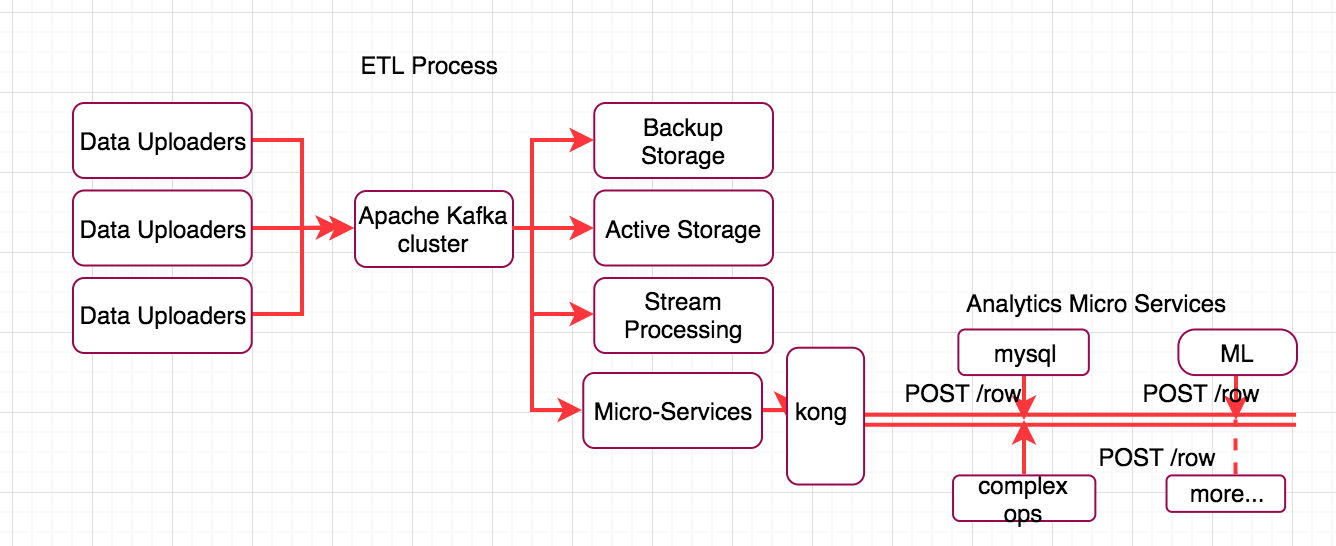 ETL Process
Data Uploaders
Data Uploaders
Data Uploaders
Apache Kafka
cluster
Backup
Storage
Active Storage
Stream
Processing
Micro-Services
kong
Analytics Micro Services
mysql
ML
POST /row
POST /row
POST /row
complex
ops
more...